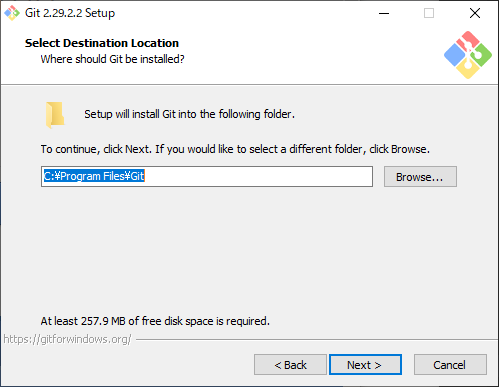 Git 2.29.2.2 Setup
Select Destination Location
Where should Git be installed?
Setup will install Git into the following folder.
To continue, click Next. If you would like to select a different folder, click Browse.
C:¥Program Files¥Git
Browse...
At least 257.9 MB of free disk space is required.
https://gitforwindows.org/
< Back
Next >
Cancel